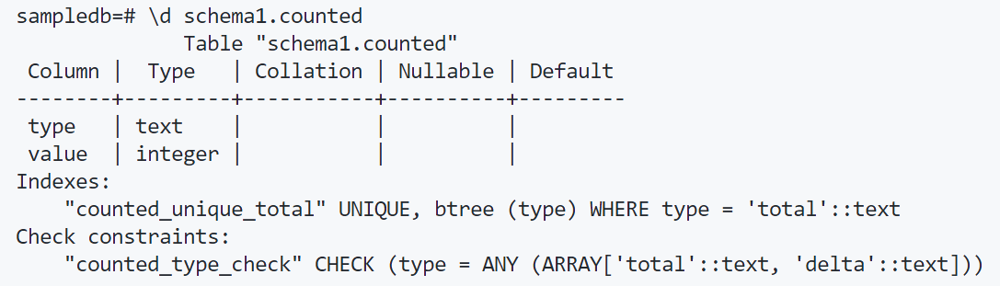 sampledb=# \d schema1.counted
             Table "schema1.counted"
 Column |  Type   | Collation | Nullable | Default
--------+---------+-----------+----------+---------
 type   | text    |           |          |
 value  | integer |           |          |
Indexes:
    "counted_unique_total" UNIQUE, btree (type) WHERE type = 'total'::text
Check constraints:
    "counted_type_check" CHECK (type = ANY (ARRAY['total'::text, 'delta'::text]))